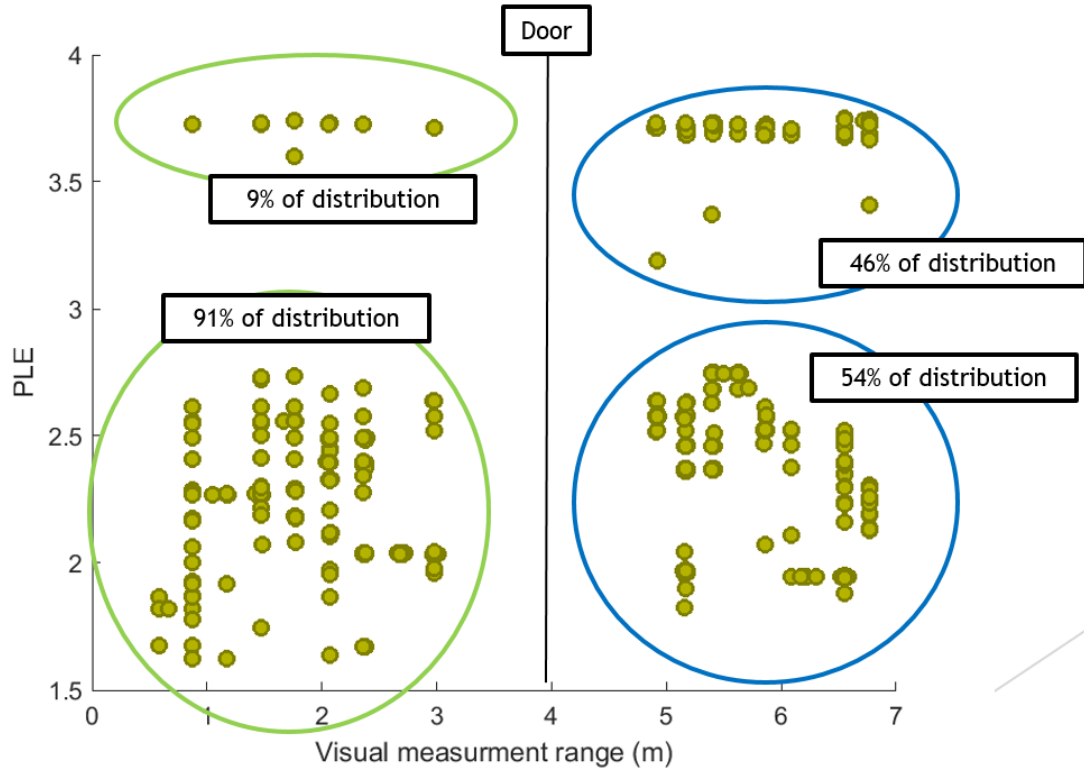 Door
4
9% of distribution
3.5
46% of distribution
3
91% of distribution
54% of distribution
PLE
2.5
2
1.5
0 1 2 3 4 5 6 7
Visual measurment range (m)